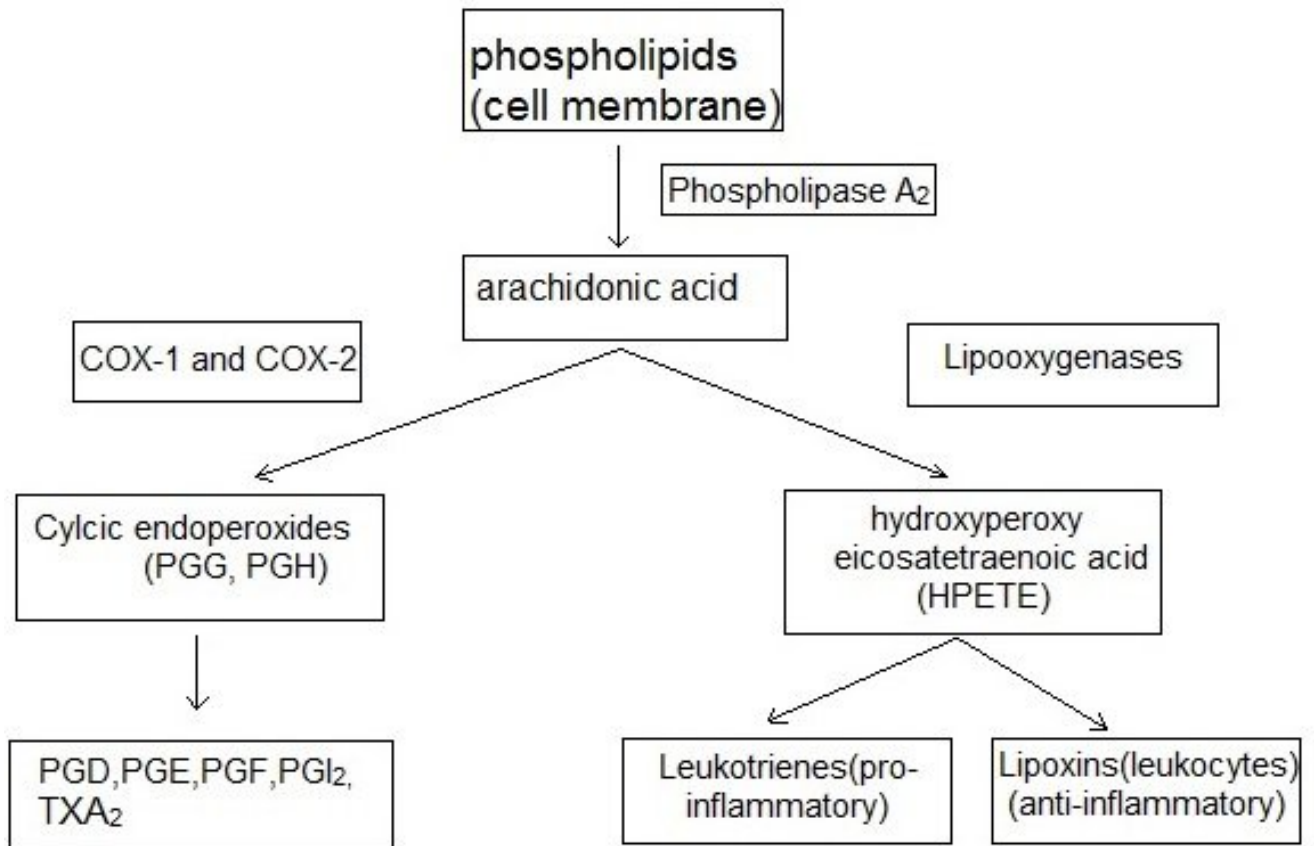 phospholipids
(cell membrane)
Phospholipase A₂
arachidonic acid
COX-1 and COX-2
Lipooxygenases
Cylcic endoperoxides
(PGG, PGH)
hydroxyperoxy
eicosatetraenoic acid
(HPETE)
PGD,PGE,PGF,PGI₂,
TXA₂
Leukotrienes(pro-
inflammatory)
Lipoxins(leukocytes)
(anti-inflammatory)